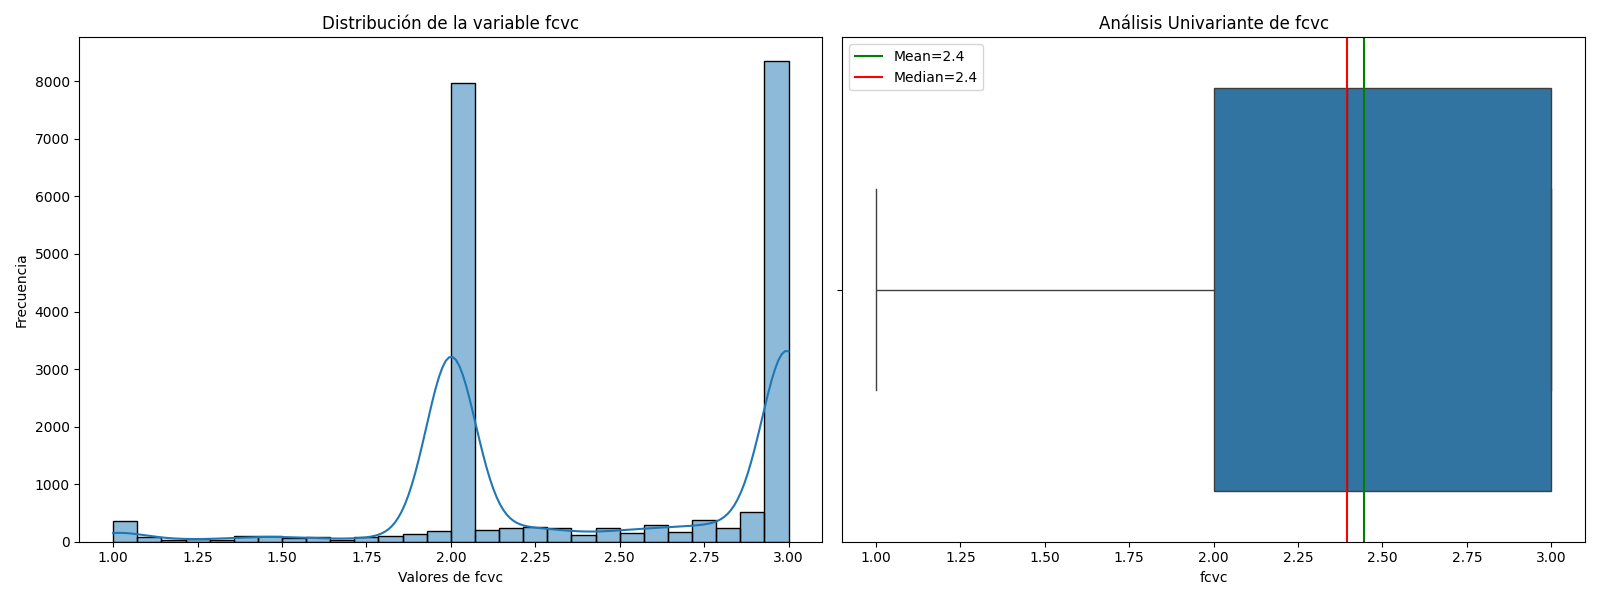 Distribución de la variable fcvc
Frecuencia
8000
7000
6000
5000
4000
3000
2000
1000
0
1.00 1.25 1.50 1.75 2.00 2.25 2.50 2.75 3.00
Valores de fcvc
Análisis Univariante de fcvc
Mean=2.4
Median=2.4
1.00 1.25 1.50 1.75 2.00 2.25 2.50 2.75 3.00
fcvc